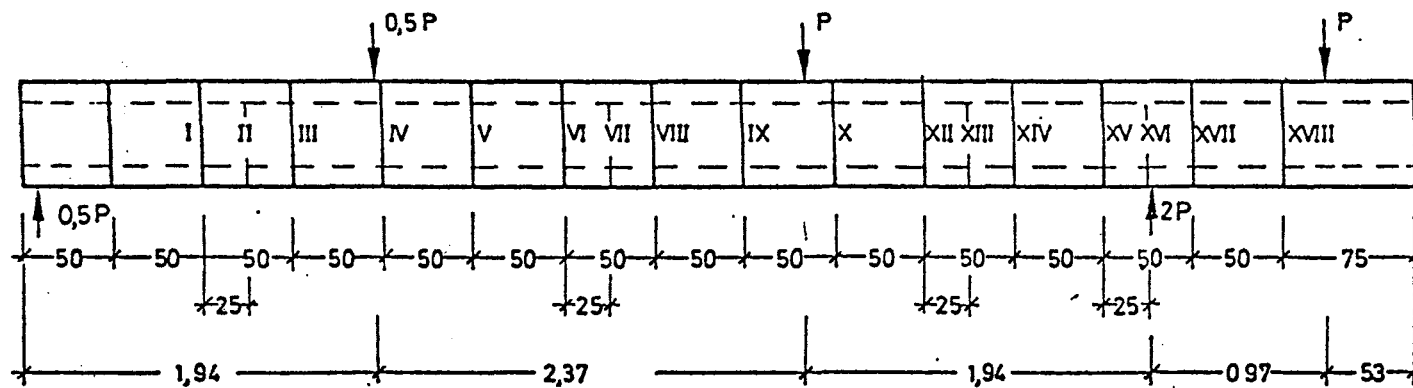 0,5P P P
I II III IV V VI VII VIII IX X XII XIII XIV XV XVI XVII XVIII
0,5P 2P
50 50 50 50 50 50 50 50 50 50 50 50 50 50 75
25 25 25 25
1,94 2,37 1,94 0 97 53